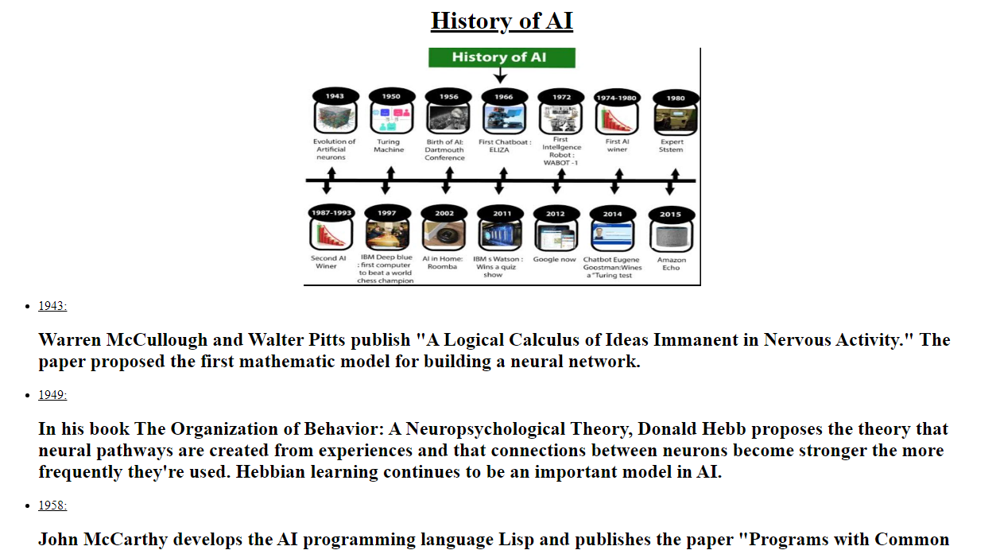 History of AI
History of AI
1943
1950
1956
1966
1972
1974-1980
1980
Evolution of
Artificial
neurons
Turing
Machine
Birth of AI:
Dartmouth
Conference
First Chatboat :
ELIZA
First
Intellgence
Robot :
WABOT -1
First AI
winer
Expert
Ststem
1987-1993
1997
2002
2011
2012
2014
2015
Second AI
Winer
IBM Deep blue
: first computer
to beat a world
chess champion
AI in Home:
Roomba
IBM s Watson :
Wins a quiz
show
Google now
Chatbot Eugene
Goostman:Wines
a "Turing test
Amazon
Echo
• 1943:
Warren McCullough and Walter Pitts publish "A Logical Calculus of Ideas Immanent in Nervous Activity." The
paper proposed the first mathematic model for building a neural network.
• 1949:
In his book The Organization of Behavior: A Neuropsychological Theory, Donald Hebb proposes the theory that
neural pathways are created from experiences and that connections between neurons become stronger the more
frequently they're used. Hebbian learning continues to be an important model in AI.
• 1958:
John McCarthy develops the AI programming language Lisp and publishes the paper "Programs with Common